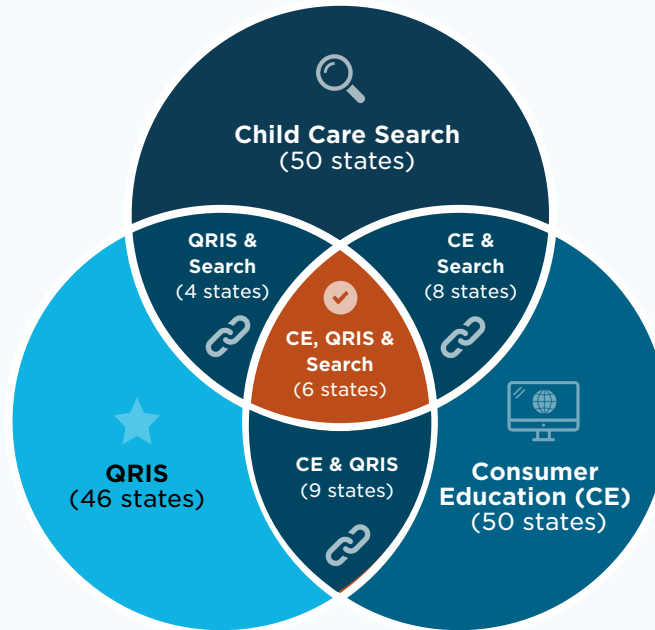 Child Care Search
(50 states)
QRIS &
Search
(4 states)
CE &
Search
(8 states)
CE, QRIS &
Search
(6 states)
QRIS
(46 states)
CE & QRIS
(9 states)
Consumer
Education (CE)
(50 states)